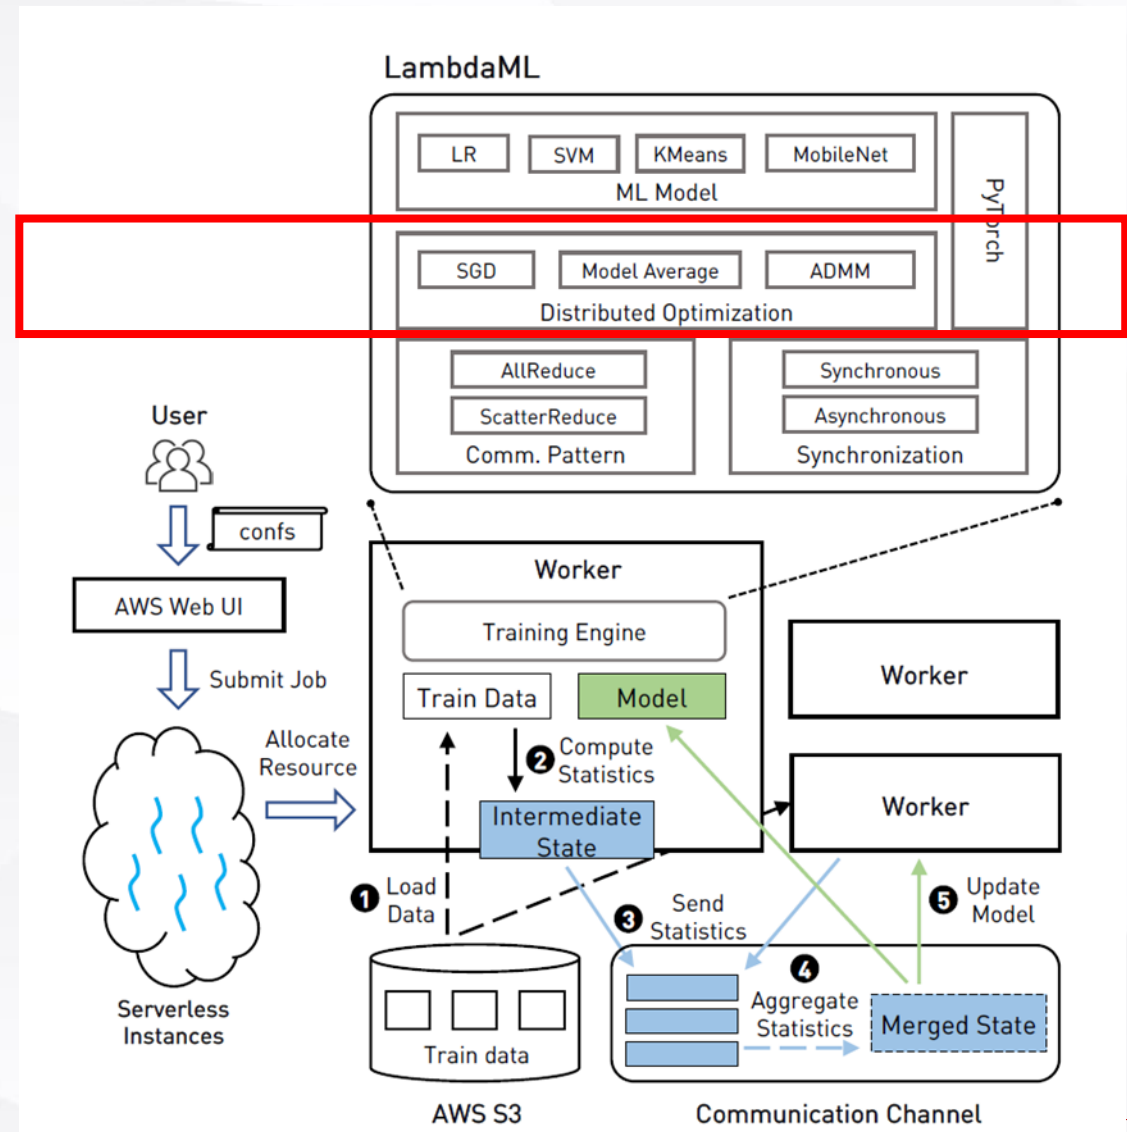 LambdaML
LR
SVM
KMeans
MobileNet
ML Model
PyTorch
SGD
Model Average
ADMM
Distributed Optimization
AllReduce
ScatterReduce
Comm. Pattern
Synchronous
Asynchronous
Synchronization
User
confs
AWS Web UI
Submit Job
Allocate
Resource
Serverless
Instances
Worker
Training Engine
Train Data
Model
2 Compute
Statistics
Intermediate
State
Worker
Worker
1 Load
Data
3 Send
Statistics
4
Aggregate
Statistics
5 Update
Model
Merged State
Train data
AWS S3
Communication Channel